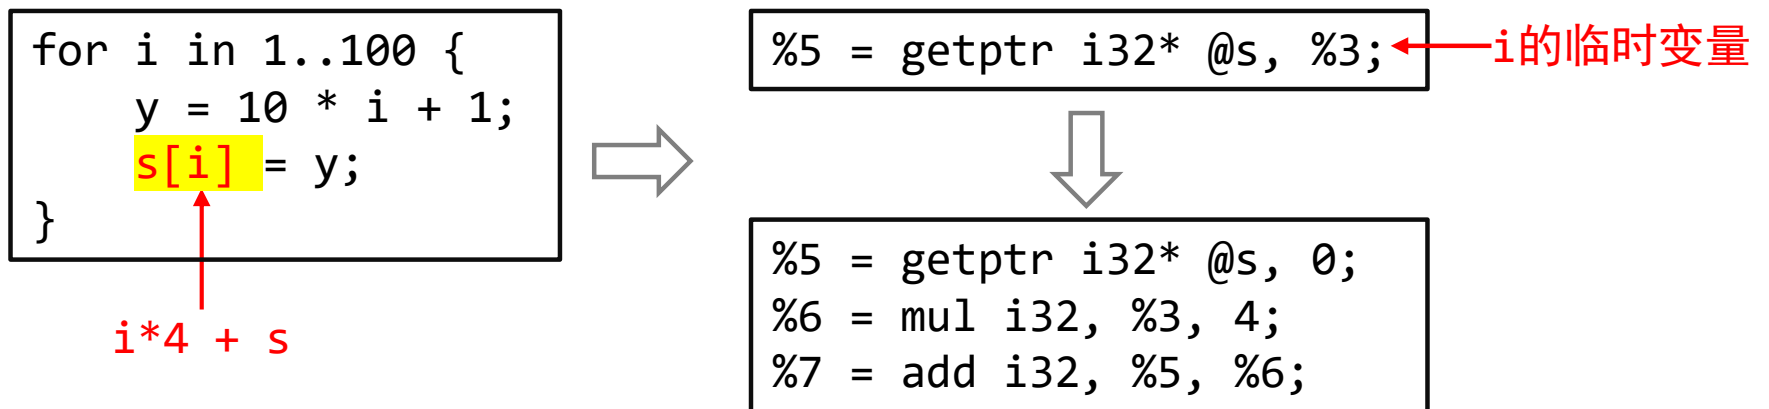 for i in 1..100 {
y = 10 * i + 1;
s[i] = y;
}
i*4 + s
%5 = getptr i32* @s, %3;
i的临时变量
%5 = getptr i32* @s, 0;
%6 = mul i32, %3, 4;
%7 = add i32, %5, %6;